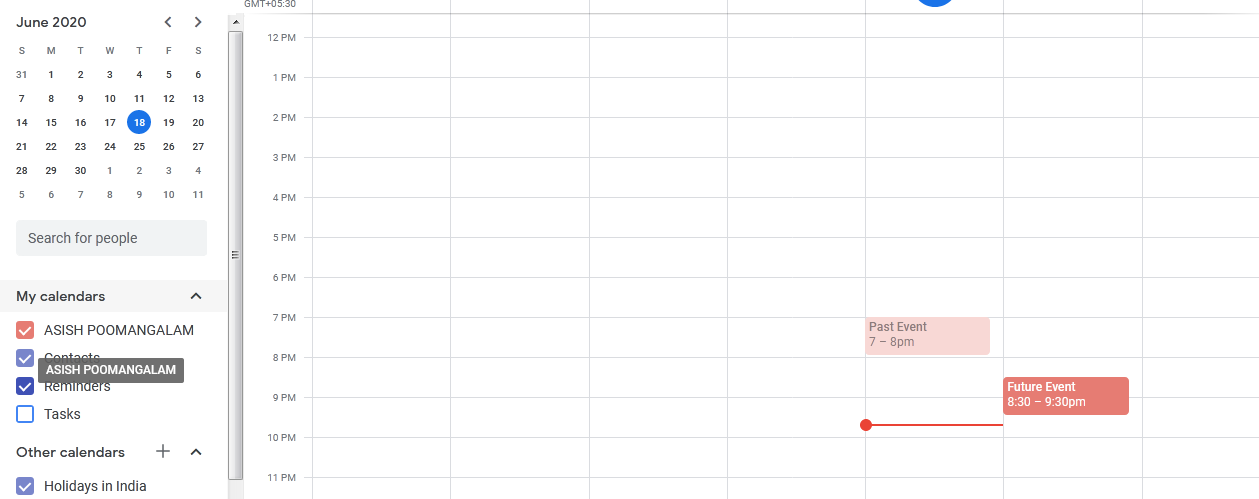 June 2020
S M T W T F S
31 1 2 3 4 5 6
7 8 9 10 11 12 13
14 15 16 17 18 19 20
21 22 23 24 25 26 27
28 29 30 1 2 3 4
5 6 7 8 9 10 11
Search for people
My calendars
ASISH POOMANGALAM
Contacts
ASISH POOMANGALAM
Reminders
Tasks
Other calendars
Holidays in India
GMT+05:30
12 PM
1 PM
2 PM
3 PM
4 PM
5 PM
6 PM
7 PM
Past Event
7 – 8pm
8 PM
Future Event
8:30 – 9:30pm
9 PM
10 PM
11 PM